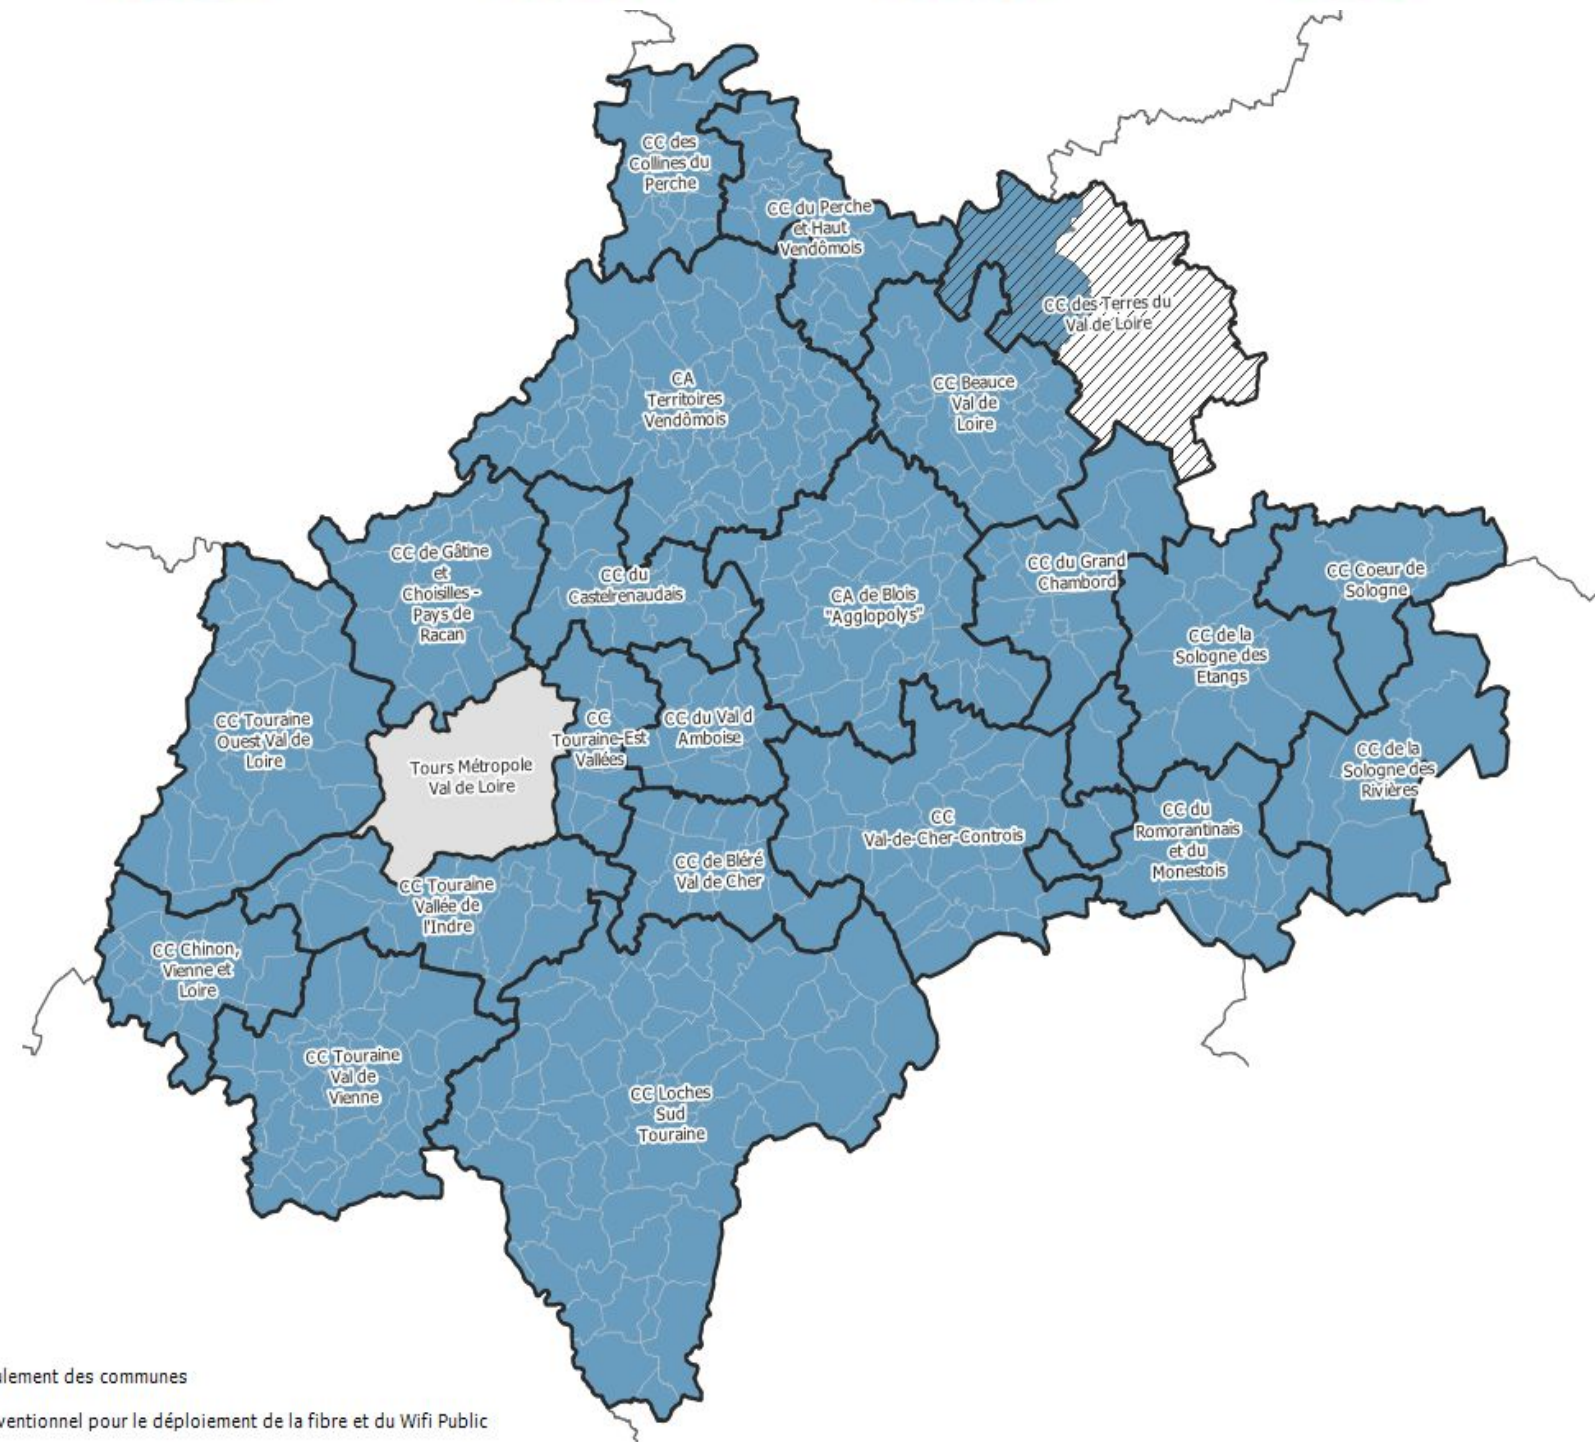 CC des
Collines du
Perche
CC du Perche
et Haut
Vendômois
CC des Terres du
Val de Loire
CA
Territoires
Vendômois
CC Beauce
Val de
Loire
CC de Gâtine
et
Choisilles -
Pays de
Racan
CC du
Castelrenaudais
CA de Blois
"Agglopolys"
CC du Grand
Chambord
CC Coeur de
Sologne
CC de la
Sologne des
Etangs
CC Touraine
Ouest Val de
Loire
Tours Métropole
Val de Loire
CC
Touraine-Est
Vallées
CC du Val d
Amboise
CC de la
Sologne des
Rivières
CC
Val-de-Cher-Controis
CC du
Romorantinais
et du
Monestois
CC de Bléré
Val de Cher
CC Touraine
Vallée de
l'Indre
CC Chinon,
Vienne et
Loire
CC Touraine
Val de
Vienne
CC Loches
Sud
Touraine
des communes
pour le déploiement de la fibre et du Wifi Public